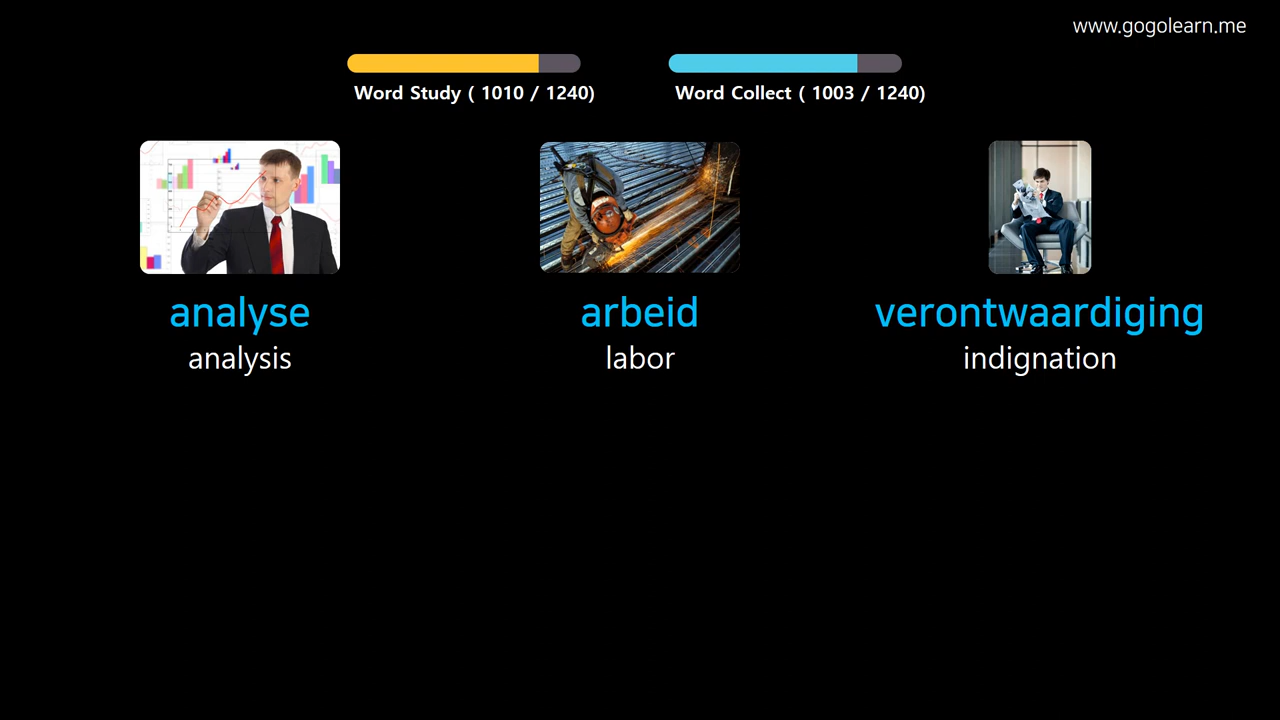 www.gogolearn.me
Word Study ( 1010 / 1240)
Word Collect ( 1003 / 1240)
analyse
analysis
arbeid
labor
verontwaardiging
indignation